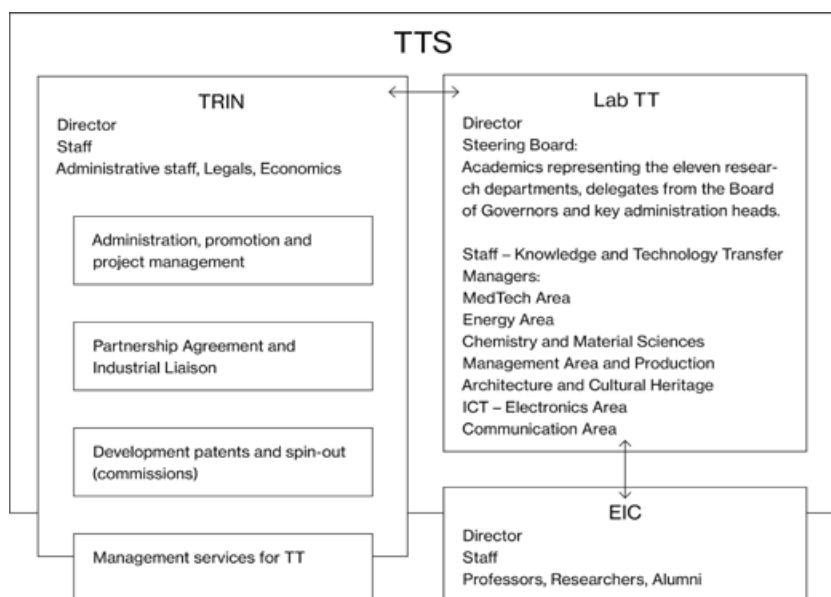 TTS
TRIN
Director
Staff
Administrative staff, Legals, Economics
Administration, promotion and
project management
Partnership Agreement and
Industrial Liaison
Development patents and spin-out
(commissions)
Management services for TT
Lab TT
Director
Steering Board:
Academics representing the eleven resear-
ch departments, delegates from the Board
of Governors and key administration heads.
Staff – Knowledge and Technology Transfer
Managers:
MedTech Area
Energy Area
Chemistry and Material Sciences
Management Area and Production
Architecture and Cultural Heritage
ICT – Electronics Area
Communication Area
EIC
Director
Staff
Professors, Researchers, Alumni